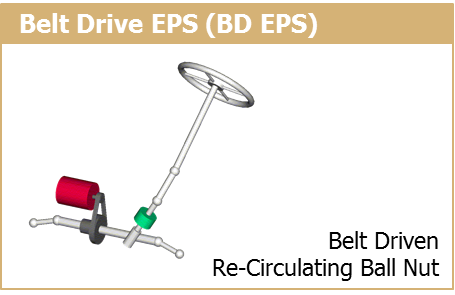 Belt Drive EPS (BD EPS)
Belt Driven
Re-Circulating Ball Nut